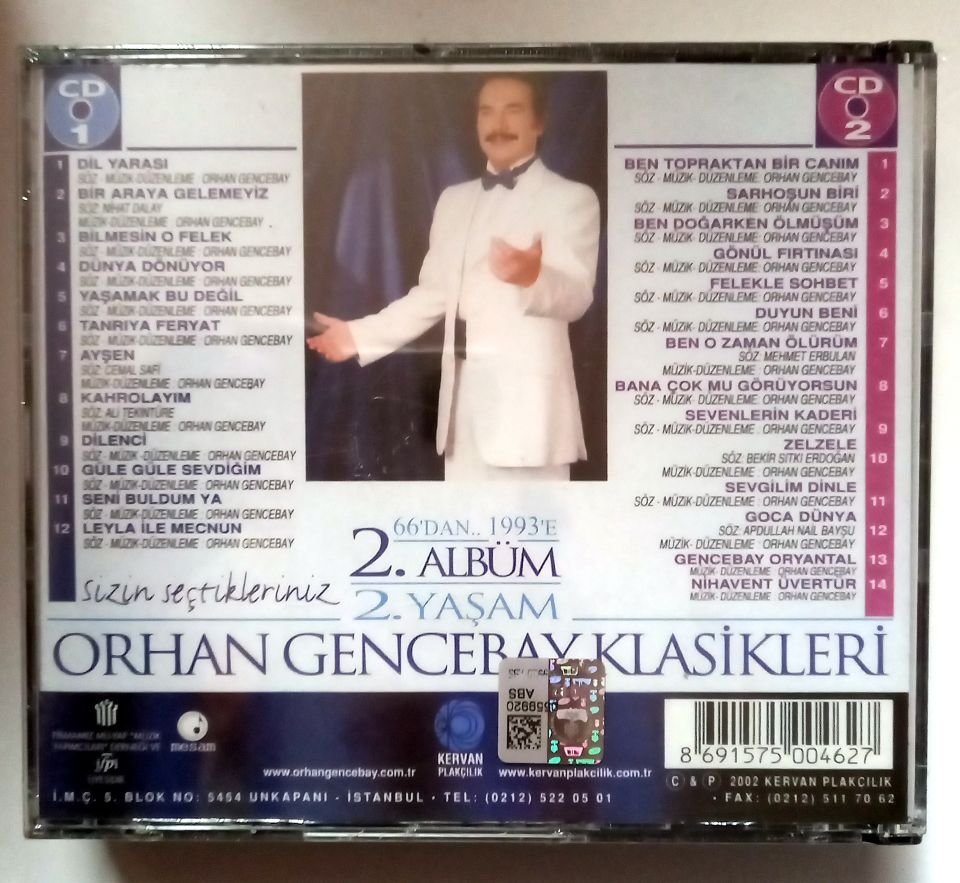 CD
1
1 DİL YARASI
SÖZ - MÜZİK- DÜZENLEME : ORHAN GENCEBAY
2 BİR ARAYA GELEMEYİZ
SÖZ: NİHAT DALAY
MÜZİK-DÜZENLEME : ORHAN GENCEBAY
3 BİLMESİN O FELEK
SÖZ - MÜZİK- DÜZENLEME : ORHAN GENCEBAY
4 DÜNYA DÖNÜYOR
SÖZ - MÜZİK- DÜZENLEME : ORHAN GENCEBAY
5 YAŞAMAK BU DEĞİL
SÖZ - MÜZİK- DÜZENLEME : ORHAN GENCEBAY
6 TANRIYA FERYAT
SÖZ - MÜZİK- DÜZENLEME : ORHAN GENCEBAY
7 AYŞEN
SÖZ: CEMAL SAFİ
MÜZİK-DÜZENLEME : ORHAN GENCEBAY
8 KAHROLAYIM
SÖZ: ALİ TEKİNTÜRE
MÜZİK-DÜZENLEME : ORHAN GENCEBAY
9 DİLENCİ
SÖZ - MÜZİK- DÜZENLEME : ORHAN GENCEBAY
10 GÜLE GÜLE SEVDİĞİM
SÖZ - MÜZİK- DÜZENLEME : ORHAN GENCEBAY
11 SENİ BULDUM YA
SÖZ - MÜZİK- DÜZENLEME : ORHAN GENCEBAY
12 LEYLA İLE MECNUN
SÖZ - MÜZİK- DÜZENLEME : ORHAN GENCEBAY
CD
2
BEN TOPRAKTAN BİR CANIM 1
SÖZ - MÜZİK- DÜZENLEME: ORHAN GENCEBAY
SARHOŞUN BİRİ 2
SÖZ - MÜZİK- DÜZENLEME: ORHAN GENCEBAY
BEN DOĞARKEN ÖLMÜŞÜM 3
SÖZ - MÜZİK- DÜZENLEME: ORHAN GENCEBAY
GÖNÜL FIRTINASI 4
SÖZ - MÜZİK- DÜZENLEME: ORHAN GENCEBAY
FELEKLE SOHBET 5
SÖZ - MÜZİK- DÜZENLEME: ORHAN GENCEBAY
DUYUN BENİ 6
SÖZ - MÜZİK- DÜZENLEME: ORHAN GENCEBAY
BEN O ZAMAN ÖLÜRÜM 7
SÖZ: MEHMET ERBULAN
MÜZİK-DÜZENLEME: ORHAN GENCEBAY
BANA ÇOK MU GÖRÜYORSUN 8
SÖZ - MÜZİK- DÜZENLEME: ORHAN GENCEBAY
SEVENLERİN KADERİ 9
SÖZ - MÜZİK- DÜZENLEME: ORHAN GENCEBAY
ZELZELE 10
SÖZ: BEKİR SITKI ERDOĞAN
MÜZİK-DÜZENLEME : ORHAN GENCEBAY
SEVGİLİM DİNLE 11
SÖZ - MÜZİK- DÜZENLEME: ORHAN GENCEBAY
GOCA DÜNYA 12
SÖZ: APDULLAH NAİL BAYŞU
MÜZİK- DÜZENLEME: ORHAN GENCEBAY
GENCEBAY ORYANTAL 13
MÜZİK- DÜZENLEME : ORHAN GENCEBAY
NİHAVENT ÜVERTÜR 14
MÜZİK- DÜZENLEME : ORHAN GENCEBAY
66'DAN.. 1993'E
2. ALBÜM
2. YAŞAM
sizin seçtikleriniz
ORHAN GENCEBAY KLASİKLERİ
FİRMAMIZ MÜ-YAP "MÜZİK
YAPIMCILARI" DERNEĞİ VE
ifpi
ÜYESİDİR
mesam
559920
ABS
KERVAN
PLAKÇILIK
www.orhangencebay.com.tr
www.kervanplakcilik.com.tr
8 691575 004627
C & P 2002 KERVAN PLAKCILIK
İ.M.Ç. 5. BLOK NO: 5454 UNKAPANI - İSTANBUL - TEL: (0212) 522 05 01 - FAX: (0212) 511 70 62